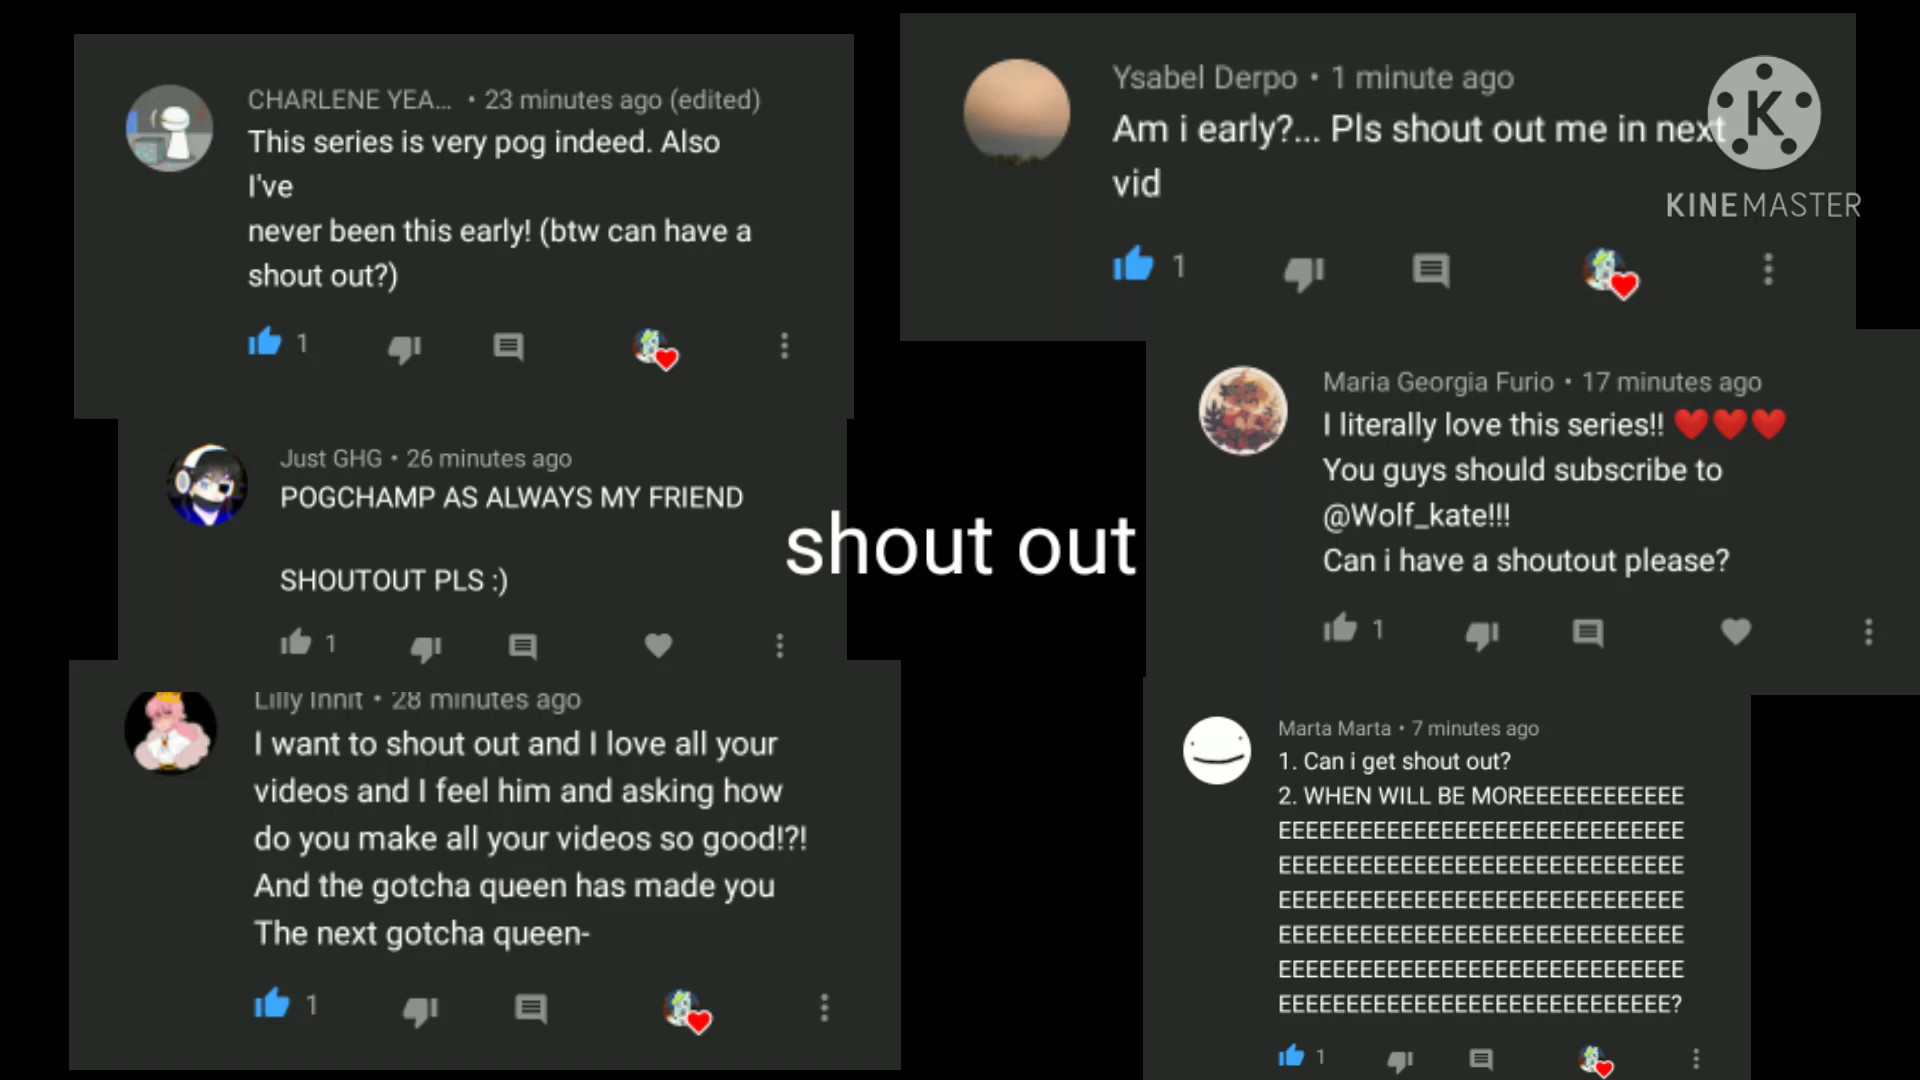 CHARLENE YEA... • 23 minutes ago (edited)
This series is very pog indeed. Also
I've
never been this early! (btw can have a
shout out?)
1
Just GHG • 26 minutes ago
POGCHAMP AS ALWAYS MY FRIEND
SHOUTOUT PLS :)
1
Lilly Innit • 28 minutes ago
I want to shout out and I love all your
videos and I feel him and asking how
do you make all your videos so good!?!
And the gotcha queen has made you
The next gotcha queen-
1
shout out
Ysabel Derpo • 1 minute ago
Am i early?... Pls shout out me in next
vid
1
K
KINEMASTER
Maria Georgia Furio • 17 minutes ago
I literally love this series!! ❤️❤️❤️
You guys should subscribe to
@Wolf_kate!!!
Can i have a shoutout please?
1
Marta Marta • 7 minutes ago
1. Can i get shout out?
2. WHEN WILL BE MOREEEEEEEEEEEE
EEEEEEEEEEEEEEEEEEEEEEEEEEEEEE
EEEEEEEEEEEEEEEEEEEEEEEEEEEEEE
EEEEEEEEEEEEEEEEEEEEEEEEEEEEEE
EEEEEEEEEEEEEEEEEEEEEEEEEEEEEE
EEEEEEEEEEEEEEEEEEEEEEEEEEEEEE
EEEEEEEEEEEEEEEEEEEEEEEEEEEEE?
1